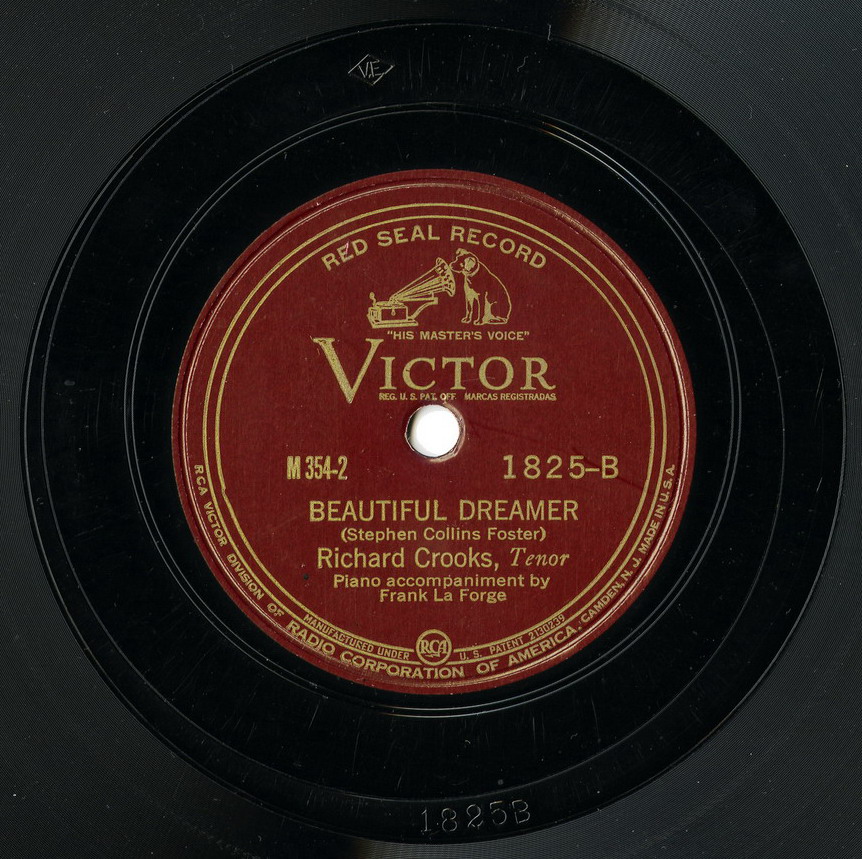 VE
RED SEAL RECORD
"HIS MASTER'S VOICE"
VICTOR
REG. U. S. PAT. OFF. MARCAS REGISTRADAS
M 354-2
1825-B
BEAUTIFUL DREAMER
(Stephen Collins Foster)
Richard Crooks, Tenor
Piano accompaniment by
Frank La Forge
MANUFACTURED UNDER RCA U. S. PATENT 2130239
RCA VICTOR DIVISION OF RADIO CORPORATION OF AMERICA. CAMDEN, N. J. MADE IN U. S. A.
1825B